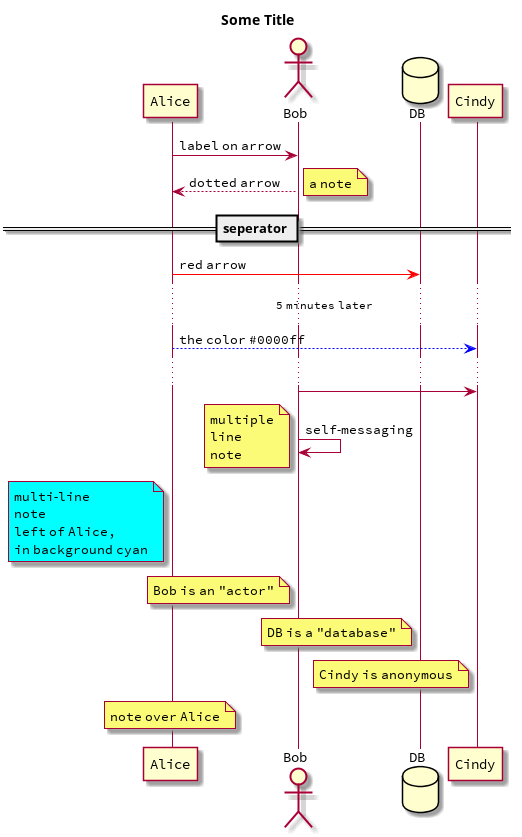 Some Title
Bob
DB
Alice
Cindy
label on arrow
dotted arrow
a note
seperator
red arrow
5 minutes later
the color #0000ff
multiple
line
note
self-messaging
multi-line
note
left of Alice,
in background cyan
Bob is an "actor"
DB is a "database"
Cindy is anonymous
note over Alice
Bob
DB
Alice
Cindy